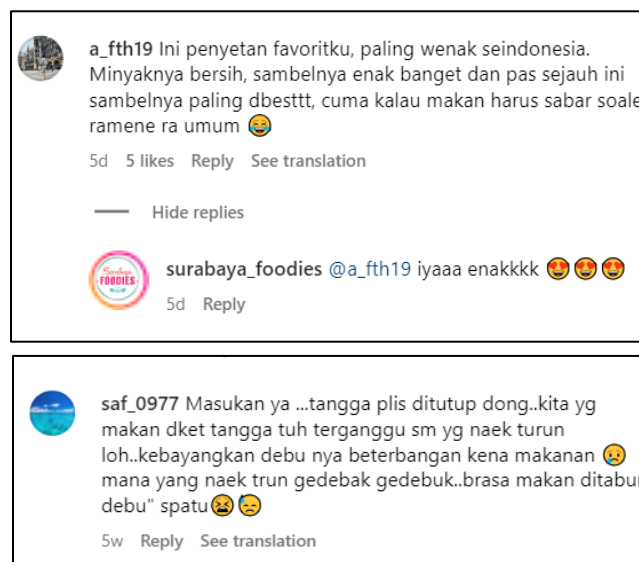 a_fth19 Ini penyetan favoritku, paling wenak seindonesia.
Minyaknya bersih, sambelnya enak banget dan pas sejauh ini
sambelnya paling dbesttt, cuma kalau makan harus sabar soale
ramene ra umum 😂
5d 5 likes Reply See translation
Hide replies
Surabaya
FOODIES
surabaya_foodies @a_fth19 iyaaa enakkkk 😍😍😍
5d Reply
saf_0977 Masukan ya ...tangga plis ditutup dong..kita yg
makan dket tangga tuh terganggu sm yg naek turun
loh..kebayangkan debu nya beterbangan kena makanan 😥
mana yang naek trun gedebak gedebuk..brasa makan ditabur
debu" spatu😫😓
5w Reply See translation